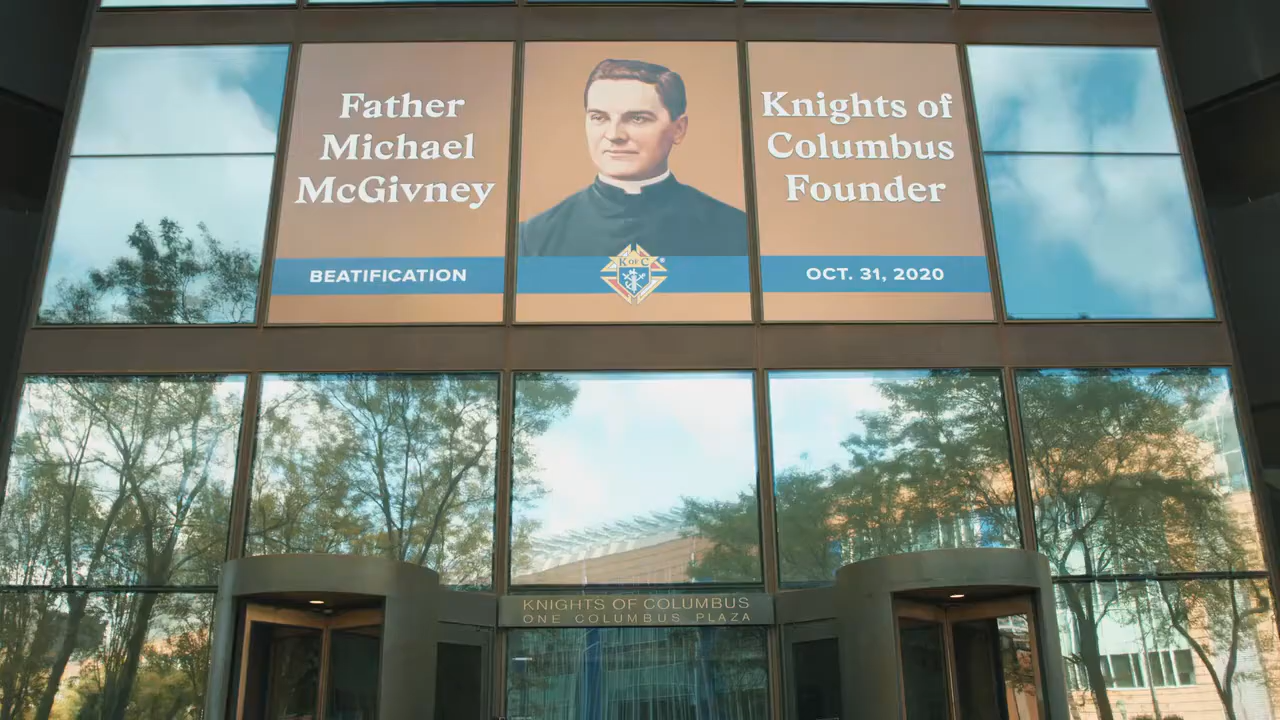 Father
Michael
McGivney
Knights of
Columbus
Founder
BEATIFICATION
K OF C
®
OCT. 31, 2020
KNIGHTS OF COLUMBUS
ONE COLUMBUS PLAZA